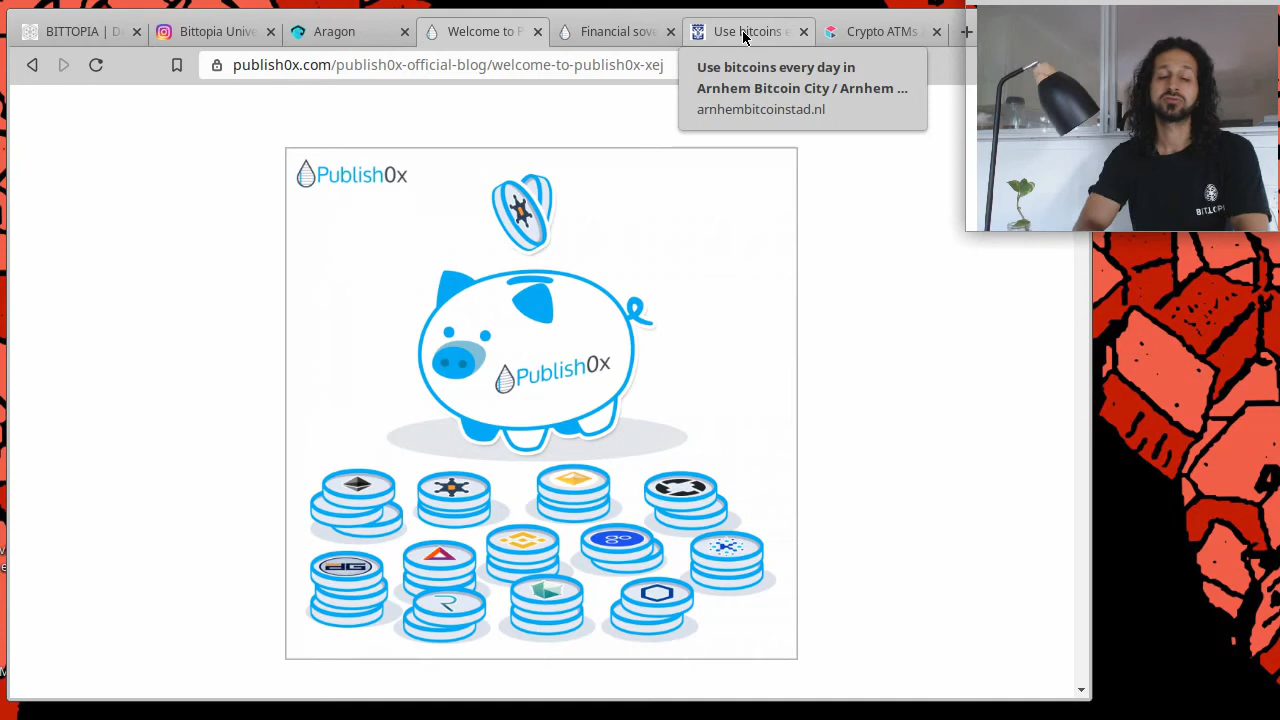 BITTOPIA | D
Bittopia Unive
Aragon
Welcome to P
Financial sove
Use bitcoins e
Crypto ATMs
publish0x.com/publish0x-official-blog/welcome-to-publish0x-xej
Use bitcoins every day in
Arnhem Bitcoin City / Arnhem ...
arnhembitcoinstad.nl
Publish0x
Publish0x